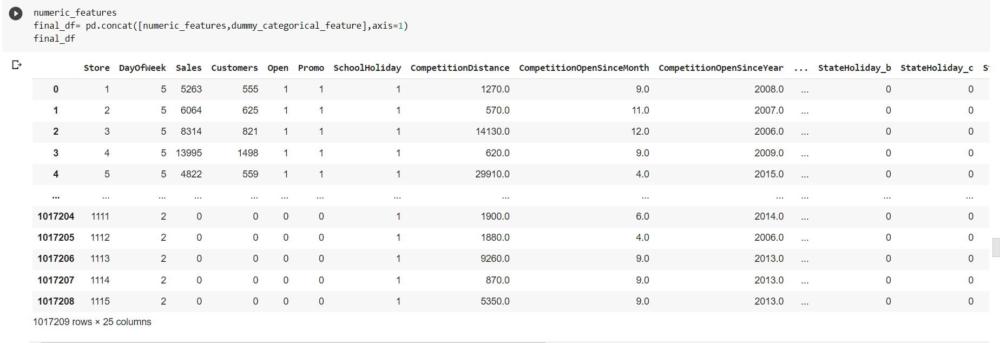 numeric_features
final_df= pd.concat([numeric_features,dummy_categorical_feature],axis=1)
final_df
Store DayOfWeek Sales Customers Open Promo SchoolHoliday CompetitionDistance CompetitionOpenSinceMonth CompetitionOpenSinceYear ... StateHoliday_b StateHoliday_c
0 1 5 5263 555 1 1 1 1270.0 9.0 2008.0 ... 0 0
1 2 5 6064 625 1 1 1 570.0 11.0 2007.0 ... 0 0
2 3 5 8314 821 1 1 1 14130.0 12.0 2006.0 ... 0 0
3 4 5 13995 1498 1 1 1 620.0 9.0 2009.0 ... 0 0
4 5 5 4822 559 1 1 1 29910.0 4.0 2015.0 ... 0 0
... ... ... ... ... ... ... ... ... ... ... ... ... ...
1017204 1111 2 0 0 0 0 1 1900.0 6.0 2014.0 ... 0 0
1017205 1112 2 0 0 0 0 1 1880.0 4.0 2006.0 ... 0 0
1017206 1113 2 0 0 0 0 1 9260.0 9.0 2013.0 ... 0 0
1017207 1114 2 0 0 0 0 1 870.0 9.0 2013.0 ... 0 0
1017208 1115 2 0 0 0 0 1 5350.0 9.0 2013.0 ... 0 0
1017209 rows × 25 columns